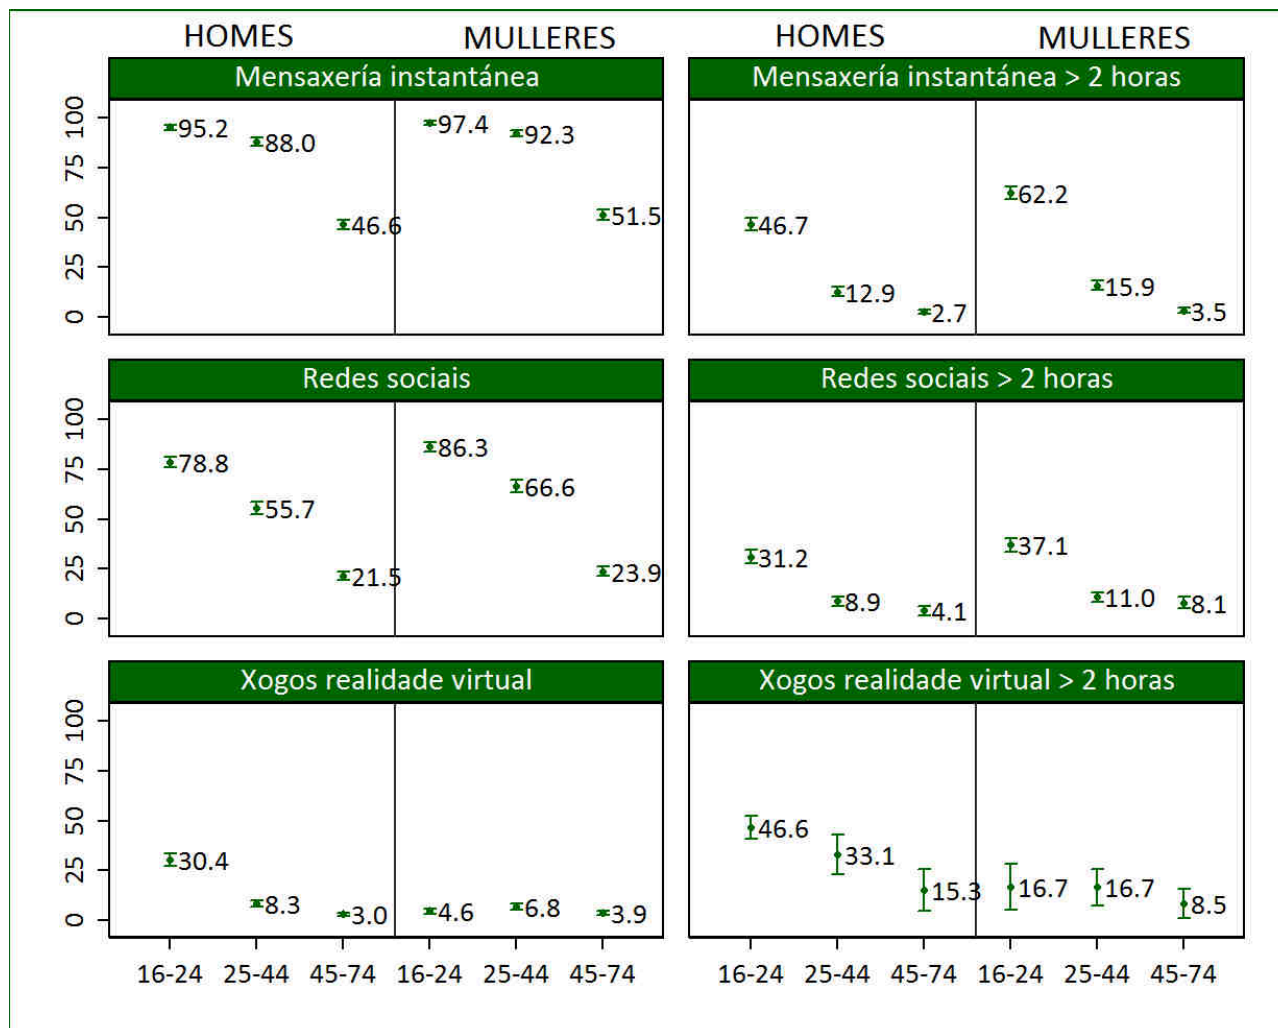 HOMES MULLERES HOMES MULLERES
Mensaxería instantánea Mensaxería instantánea > 2 horas
100 75 50 25 0
95.2 88.0 46.6 97.4 92.3 51.5
46.7 12.9 2.7 62.2 15.9 3.5
Redes sociais Redes sociais > 2 horas
100 75 50 25 0
78.8 55.7 21.5 86.3 66.6 23.9
31.2 8.9 4.1 37.1 11.0 8.1
Xogos realidade virtual Xogos realidade virtual > 2 horas
100 75 50 25 0
30.4 8.3 3.0 4.6 6.8 3.9
46.6 33.1 15.3 16.7 16.7 8.5
16-24 25-44 45-74 16-24 25-44 45-74 16-24 25-44 45-74 16-24 25-44 45-74